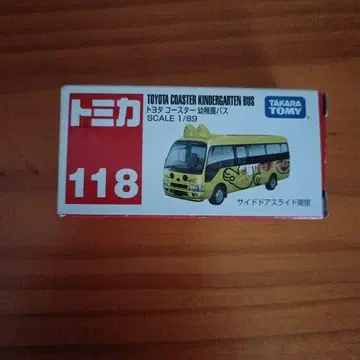 トミカ
118
TOYOTA COASTER KINDERGARTEN BUS
トヨタ コースター 幼稚園バス
SCALE 1/89
TAKARA
TOMY
サイドドアスライド開閉